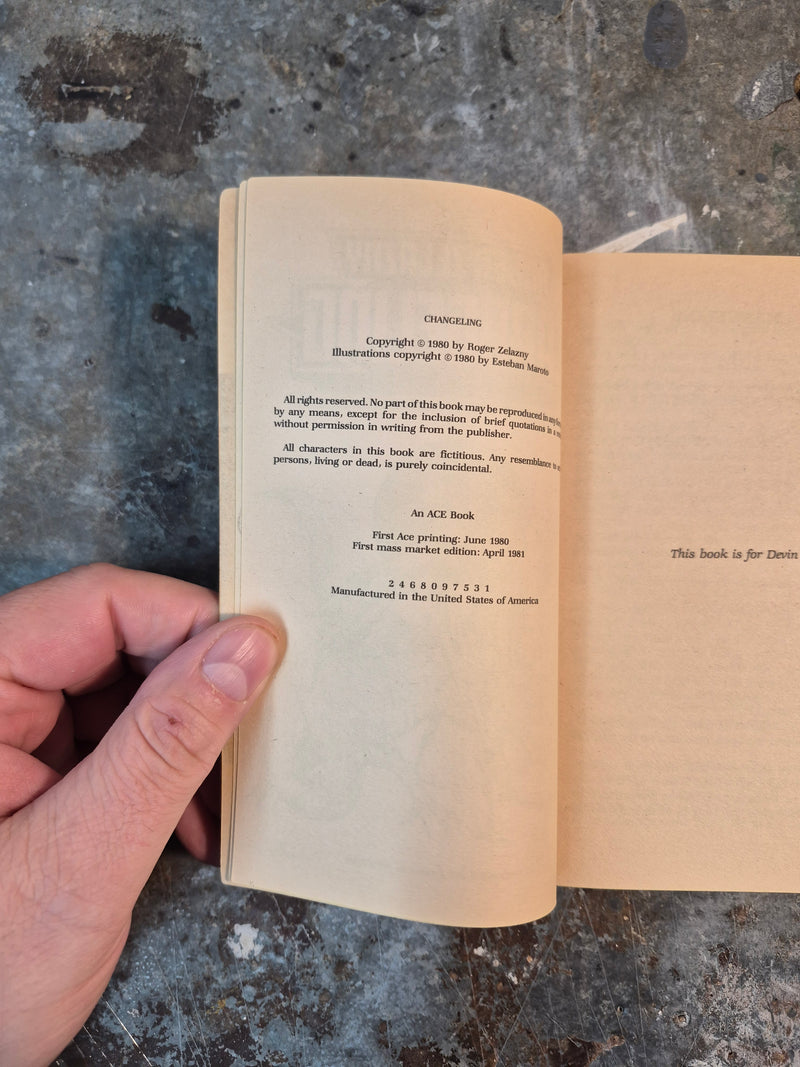 CHANGELING
Copyright © 1980 by Roger Zelazny
Illustrations copyright © 1980 by Esteban Maroto
All rights reserved. No part of this book may be reproduced in any
by any means, except for the inclusion of brief quotations in a
without permission in writing from the publisher.
All characters in this book are fictitious. Any resemblance to
persons, living or dead, is purely coincidental.
An ACE Book
First Ace printing: June 1980
First mass market edition: April 1981
2 4 6 8 0 9 7 5 3 1
Manufactured in the United States of America
This book is for Devin